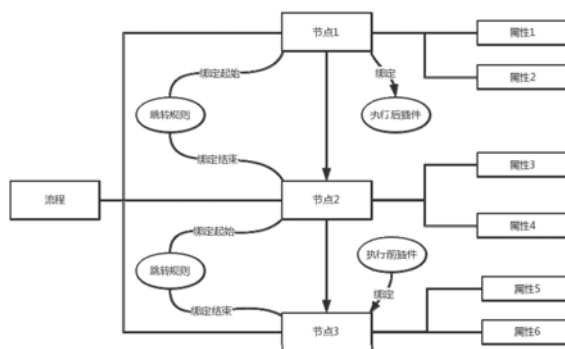 节点1
属性1
绑定起始
绑定
属性2
跳转规则
执行后插件
绑定结束
属性3
流程
节点2
绑定起始
属性4
跳转规则
执行前插件
绑定
属性5
绑定结束
节点3
属性6